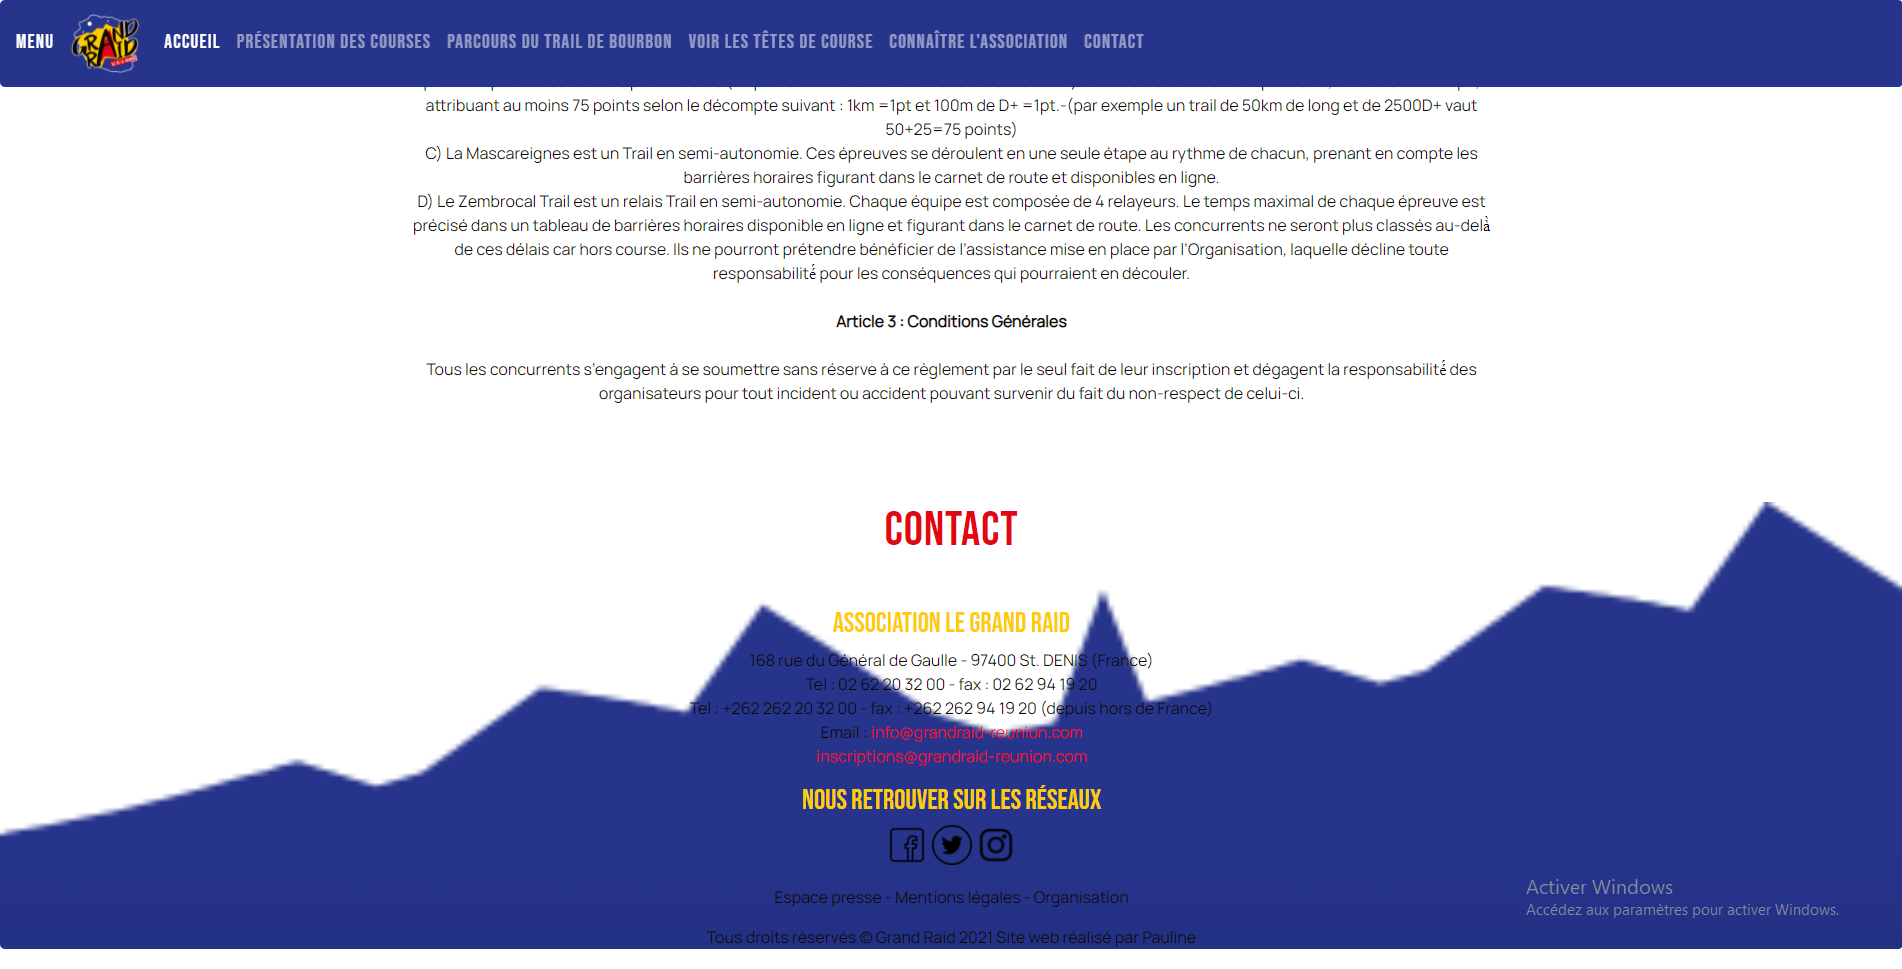 MENU
GRAND
RAID
ACCUEIL
PRÉSENTATION DES COURSES
PARCOURS DU TRAIL DE BOURBON
VOIR LES TÊTES DE COURSE
CONNAÎTRE L'ASSOCIATION
CONTACT
attribuant au moins 75 points selon le décompte suivant : 1km =1pt et 100m de D+ =1pt.-(par exemple un trail de 50km de long et de 2500D+ vaut
50+25=75 points)
C) La Mascareignes est un Trail en semi-autonomie. Ces épreuves se déroulent en une seule étape au rythme de chacun, prenant en compte les
barrières horaires figurant dans le carnet de route et disponibles en ligne.
D) Le Zembrocal Trail est un relais Trail en semi-autonomie. Chaque équipe est composée de 4 relayeurs. Le temps maximal de chaque épreuve est
précisé dans un tableau de barrières horaires disponible en ligne et figurant dans le carnet de route. Les concurrents ne seront plus classés au-delà
de ces délais car hors course. Ils ne pourront prétendre bénéficier de l’assistance mise en place par l’Organisation, laquelle décline toute
responsabilité pour les conséquences qui pourraient en découler.
Article 3 : Conditions Générales
Tous les concurrents s’engagent à se soumettre sans réserve à ce règlement par le seul fait de leur inscription et dégagent la responsabilité des
organisateurs pour tout incident ou accident pouvant survenir du fait du non-respect de celui-ci.
CONTACT
ASSOCIATION LE GRAND RAID
168 rue du Général de Gaulle - 97400 St. DENIS (France)
Tel : 02 62 20 32 00 - fax : 02 62 94 19 20
Tel : +262 262 20 32 00 - fax : +262 262 94 19 20 (depuis hors de France)
Email : info@grandraid-reunion.com
inscriptions@grandraid-reunion.com
NOUS RETROUVER SUR LES RÉSEAUX
Espace presse - Mentions légales - Organisation
Tous droits réservés © Grand Raid 2021 Site web réalisé par Pauline
Activer Windows
Accédez aux paramètres pour activer Windows.